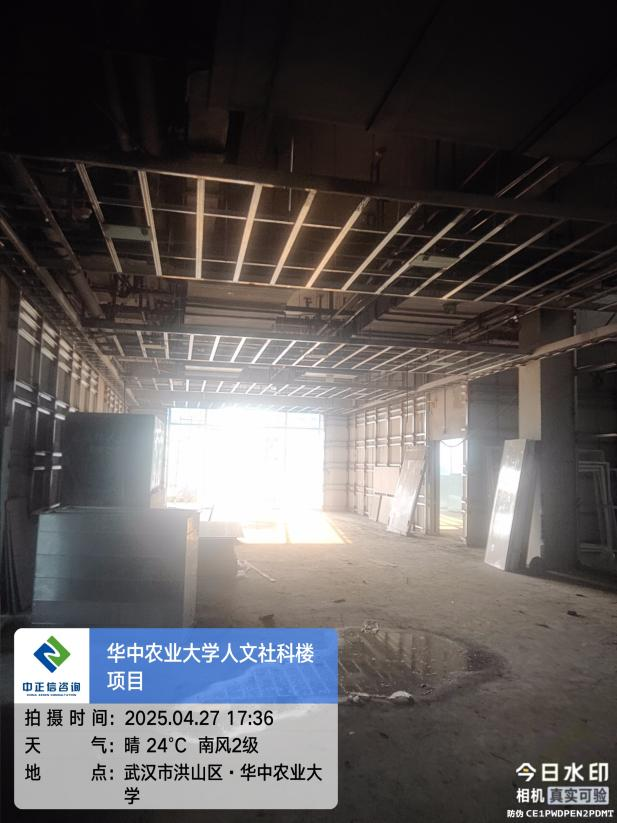 华中农业大学人文社科楼
项目
中正信咨询
拍摄时间：2025.04.27 17:36
天 气：晴 24°C 南风2级
地 点：武汉市洪山区·华中农业大
学
今日水印
相机 真实可验
防伪 CE1PWDPEN2PDMT